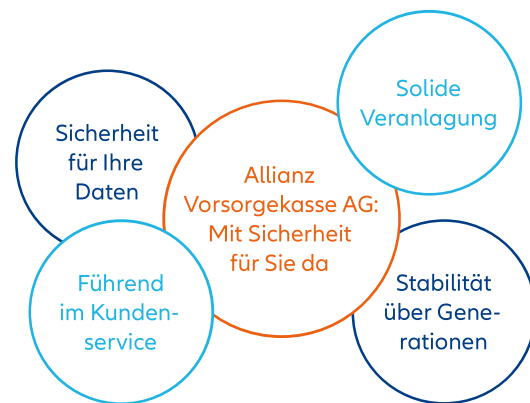 Solide
Veranlagung
Sicherheit
für Ihre
Daten
Allianz
Vorsorgekasse AG:
Mit Sicherheit
für Sie da
Führend
im Kunden-
service
Stabilität
über Gene-
rationen